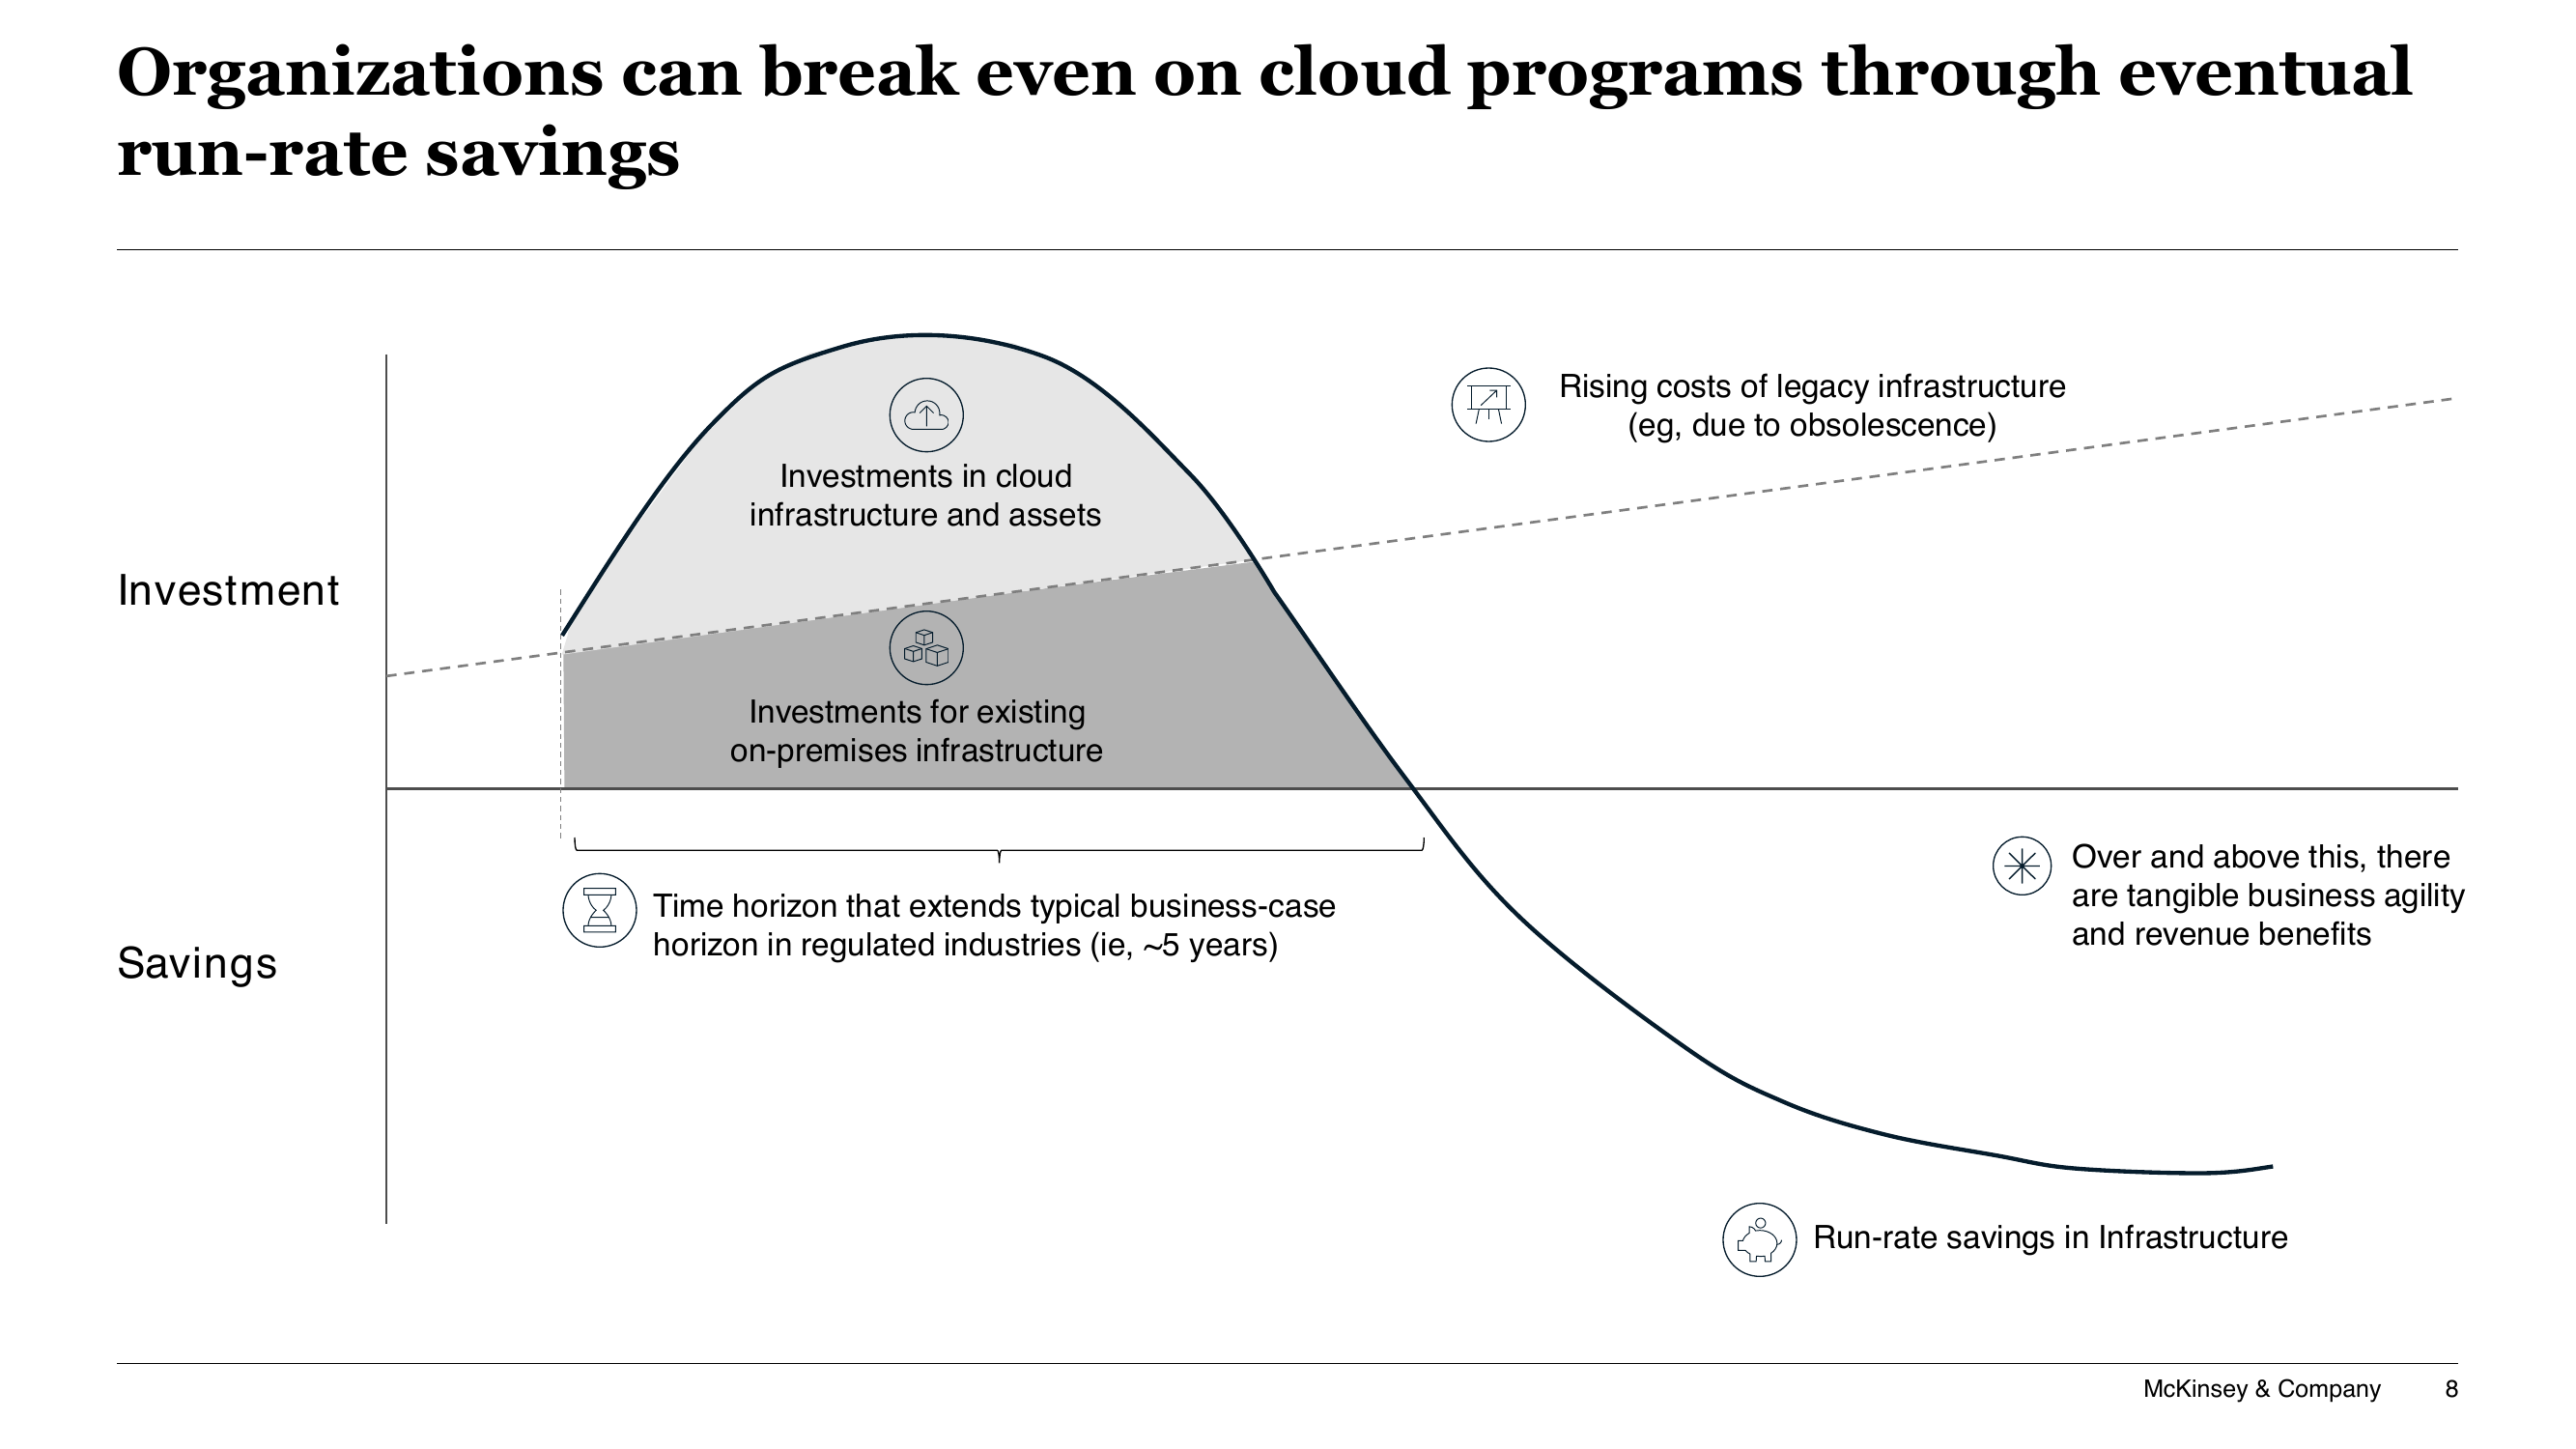 Organizations can break even on cloud programs through eventual
run-rate savings
Investment
Savings
Investments in cloud
infrastructure and assets
Investments for existing
on-premises infrastructure
Rising costs of legacy infrastructure
(eg, due to obsolescence)
Time horizon that extends typical business-case
horizon in regulated industries (ie, ~5 years)
Over and above this, there
are tangible business agility
and revenue benefits
Run-rate savings in Infrastructure
McKinsey & Company 8